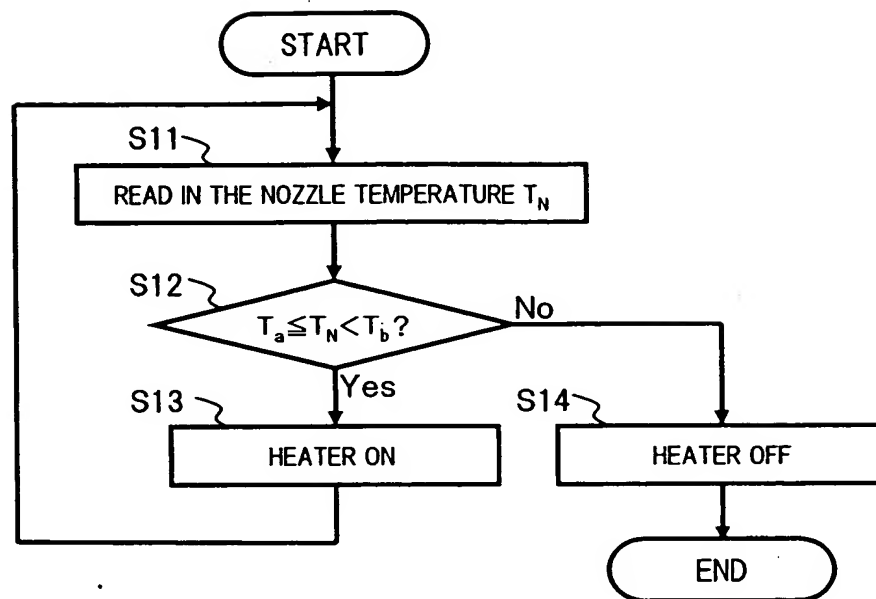 START
S11
READ IN THE NOZZLE TEMPERATURE T_N
S12
T_a≦T_N<T_b?
No
Yes
S13
S14
HEATER ON
HEATER OFF
END